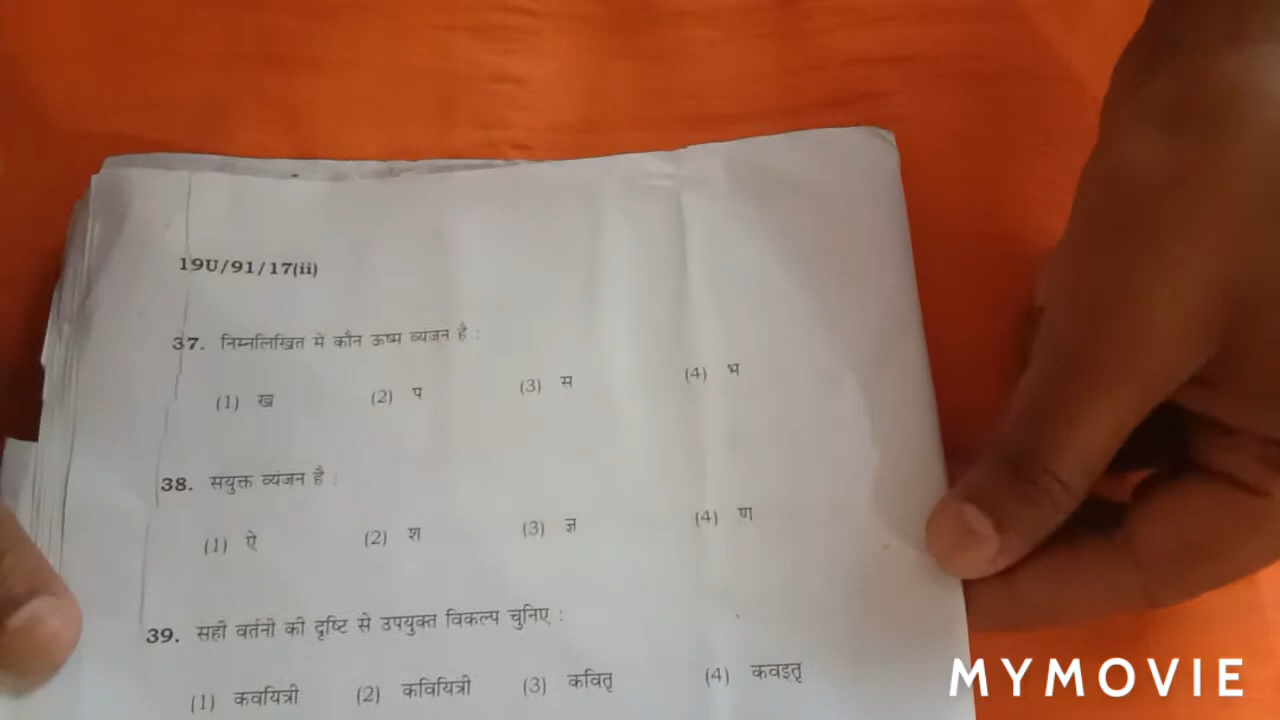 19U/91/17(ii)
37. निम्नलिखित में कौन ऊष्म व्यंजन है :
(1) ख (2) प (3) स (4) भ
38. संयुक्त व्यंजन है :
(1) ऐ (2) श (3) ज्ञ (4) ण
39. सही वर्तनी की दृष्टि से उपयुक्त विकल्प चुनिए :
(1) कवयित्री (2) कवियित्री (3) कवितृ (4) कवइतृ
MYMOVIE